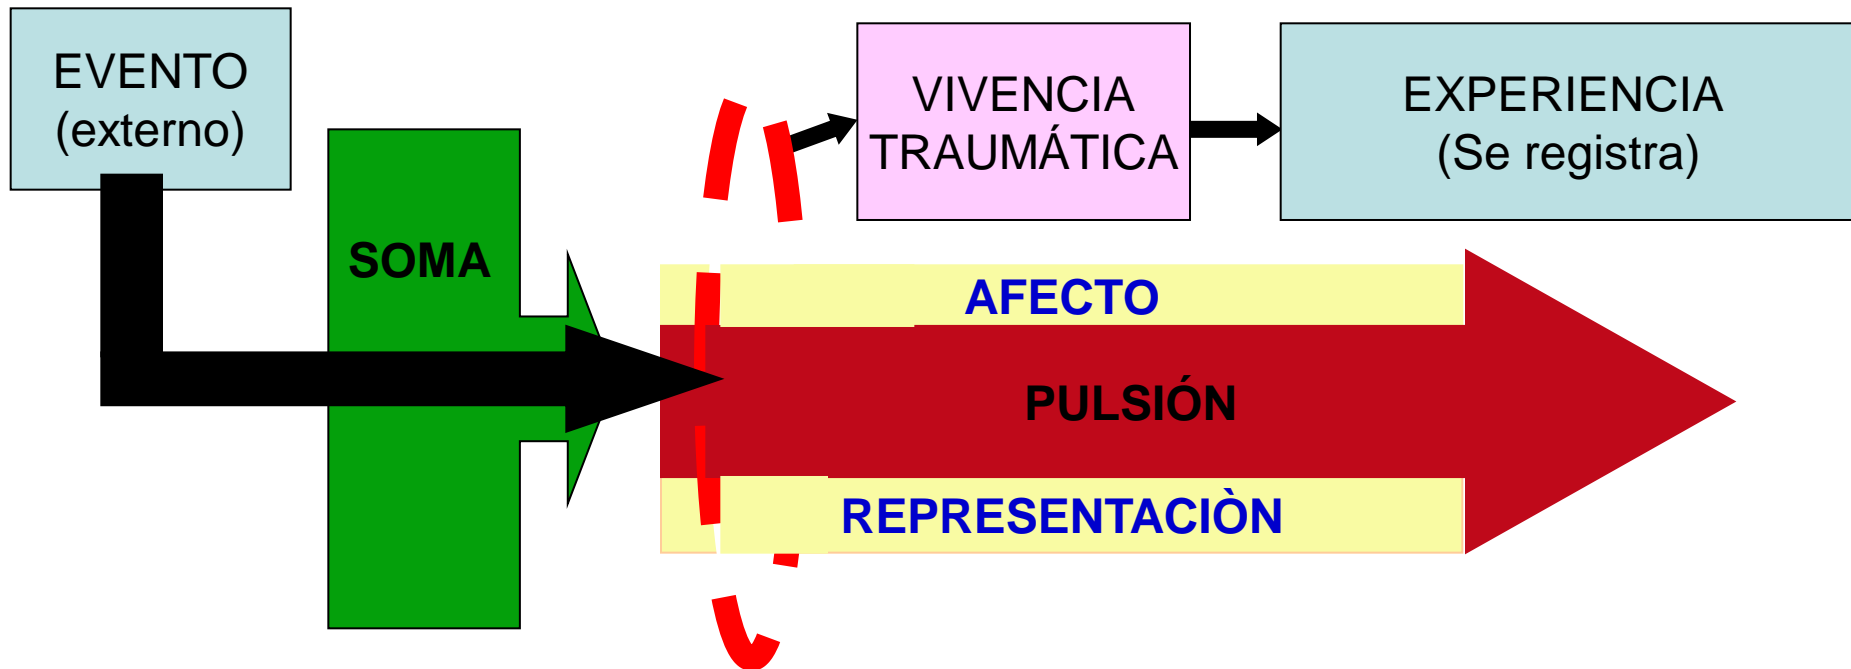 EVENTO
(externo)
VIVENCIA
TRAUMÁTICA
EXPERIENCIA
(Se registra)
SOMA
AFECTO
PULSIÓN
REPRESENTACIÒN